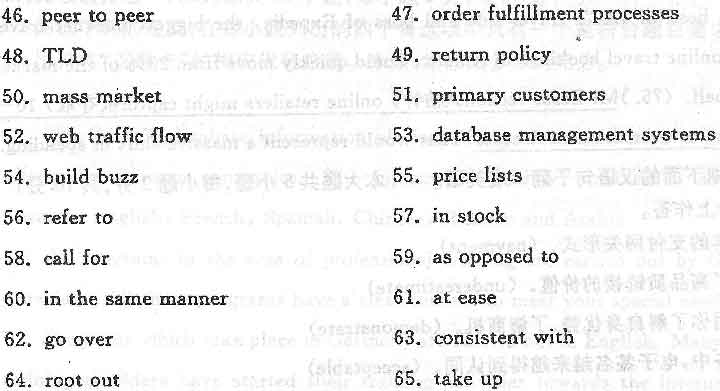 46. peer to peer 47. order fulfillment processes
48. TLD 49. return policy
50. mass market 51. primary customers
52. web traffic flow 53. database management systems
54. build buzz 55. price lists
56. refer to 57. in stock
58. call for 59. as opposed to
60. in the same manner 61. at ease
62. go over 63. consistent with
64. root out 65. take up